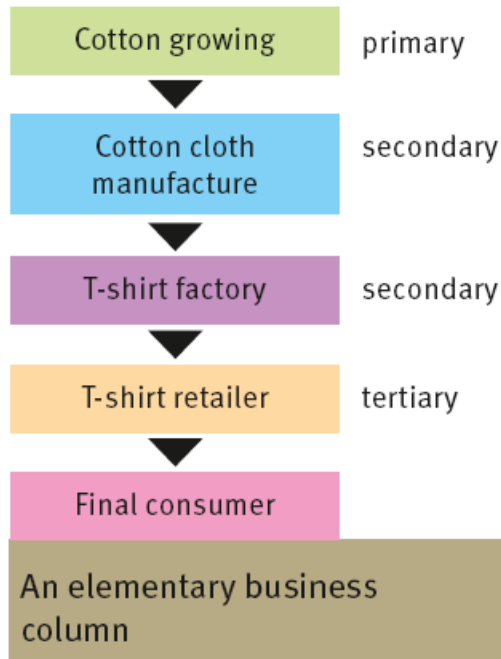 Cotton growing primary
Cotton cloth secondary
manufacture
T-shirt factory secondary
T-shirt retailer tertiary
Final consumer
An elementary business
column